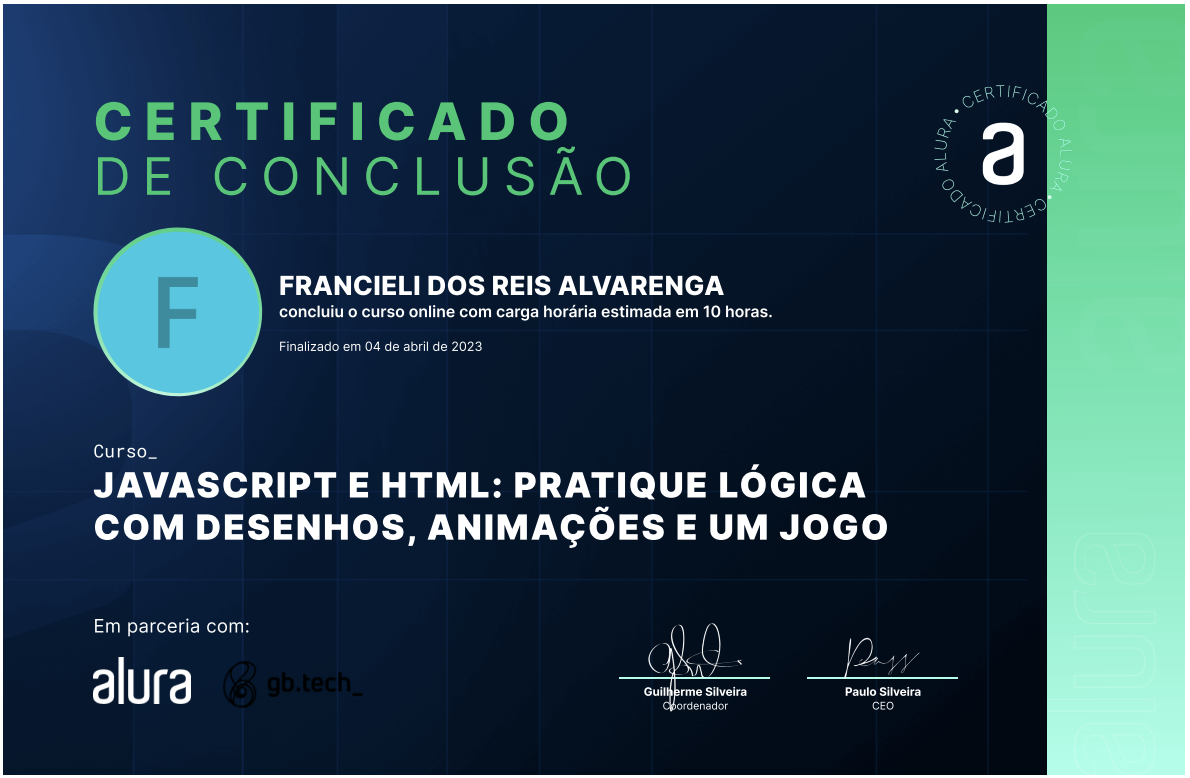 CERTIFICADO
DE CONCLUSÃO
• CERTIFICADO ALURA • CERTIFICADO ALURA
a
F
FRANCIELI DOS REIS ALVARENGA
concluiu o curso online com carga horária estimada em 10 horas.
Finalizado em 04 de abril de 2023
Curso_
JAVASCRIPT E HTML: PRATIQUE LÓGICA
COM DESENHOS, ANIMAÇÕES E UM JOGO
Em parceria com:
alura
gb.tech_
Guilherme Silveira
Coordenador
Paulo Silveira
CEO
alura
alura